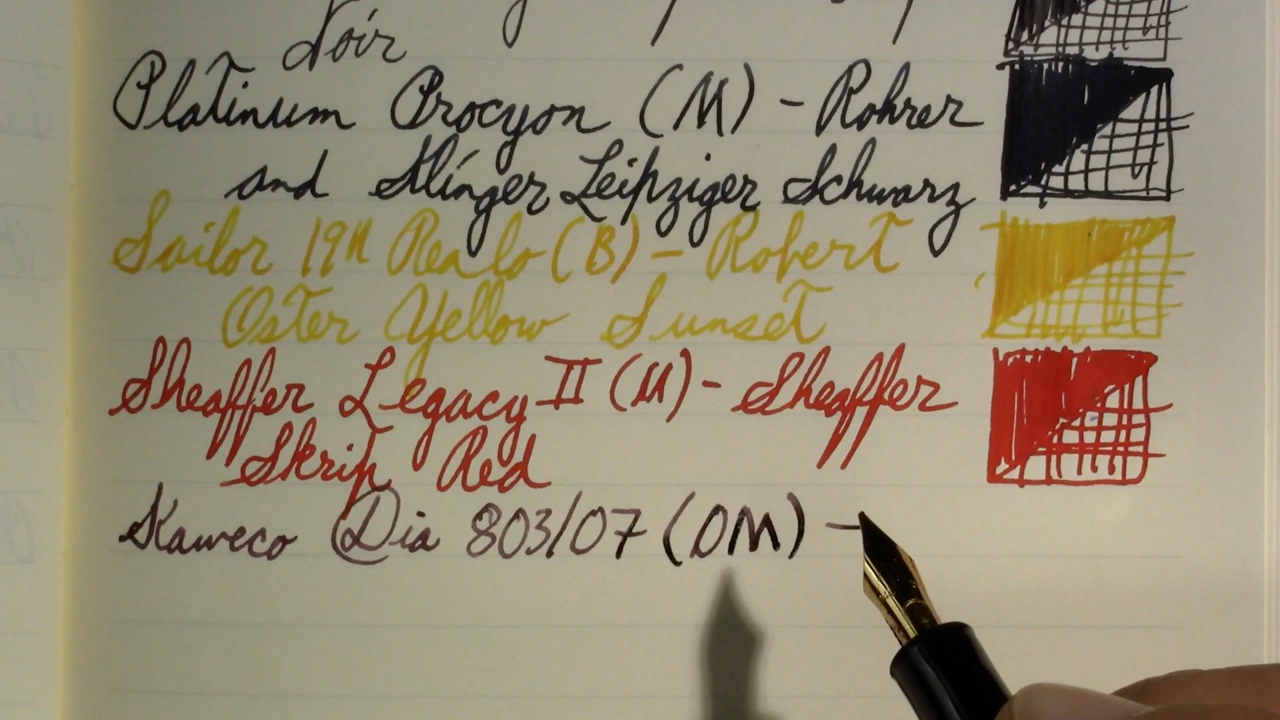 Noir
Platinum Procyon (M) - Rohrer
and Klinger Leipziger Schwarz
Sailor 1911 Realo (B) - Robert
Oster Yellow Sunset
Sheaffer Legacy II (M) - Sheaffer
Skrip Red
Kaweco Dia 803/07 (OM) -